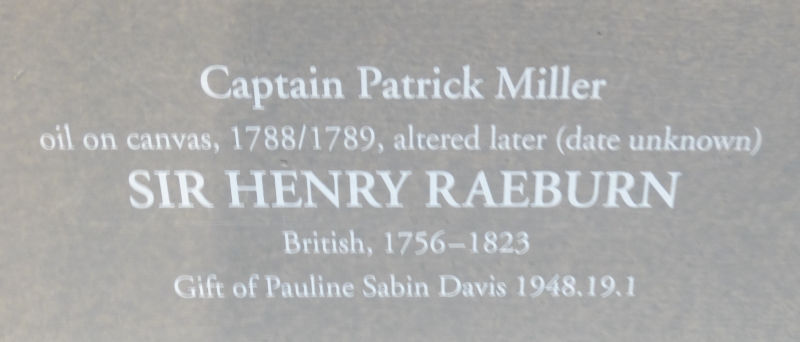 Captain Patrick Miller
oil on canvas, 1788/1789, altered later (date unknown)
SIR HENRY RAEBURN
British, 1756–1823
Gift of Pauline Sabin Davis 1948.19.1